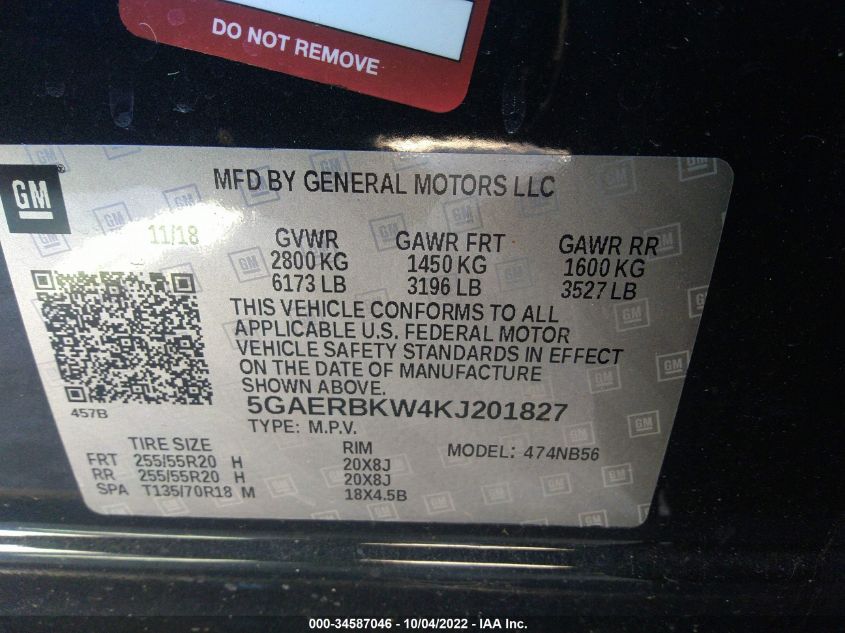 DO NOT REMOVE
GM
MFD BY GENERAL MOTORS LLC
11/18
GVWR GAWR FRT GAWR RR
2800 KG 1450 KG 1600 KG
6173 LB 3196 LB 3527 LB
THIS VEHICLE CONFORMS TO ALL
APPLICABLE U.S. FEDERAL MOTOR
VEHICLE SAFETY STANDARDS IN EFFECT
ON THE DATE OF MANUFACTURE
SHOWN ABOVE.
457B
5GAERBKW4KJ201827
TYPE: M.P.V.
MODEL: 474NB56
TIRE SIZE RIM
FRT 255/55R20 H 20X8J
RR 255/55R20 H 20X8J
SPA T135/70R18 M 18X4.5B
000-34587046 - 10/04/2022 - IAA Inc.